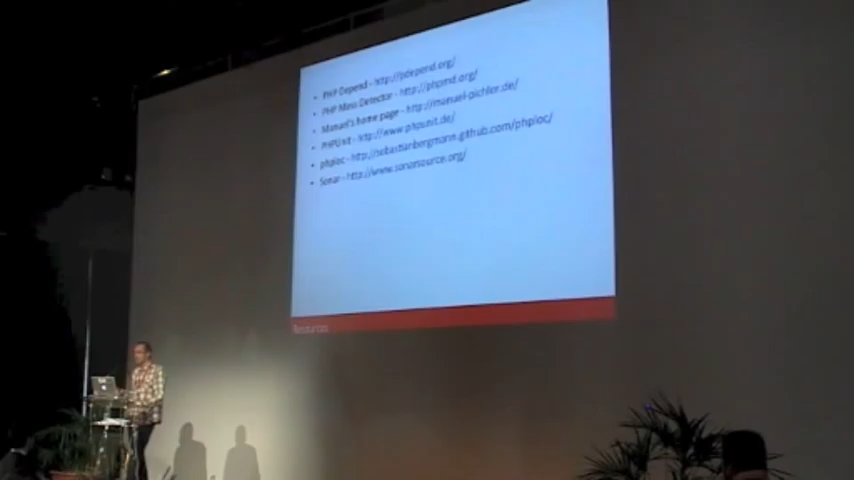 • PHP Depend - http://pdepend.org/
• PHP Mess Detector - http://phpmd.org/
• Manuel's home page - http://manuel-pichler.de/
• PHPUnit - http://www.phpunit.de/
• phploc - http://sebastianbergmann.github.com/phploc/
• Sonar - http://www.sonarsource.org/
Resources